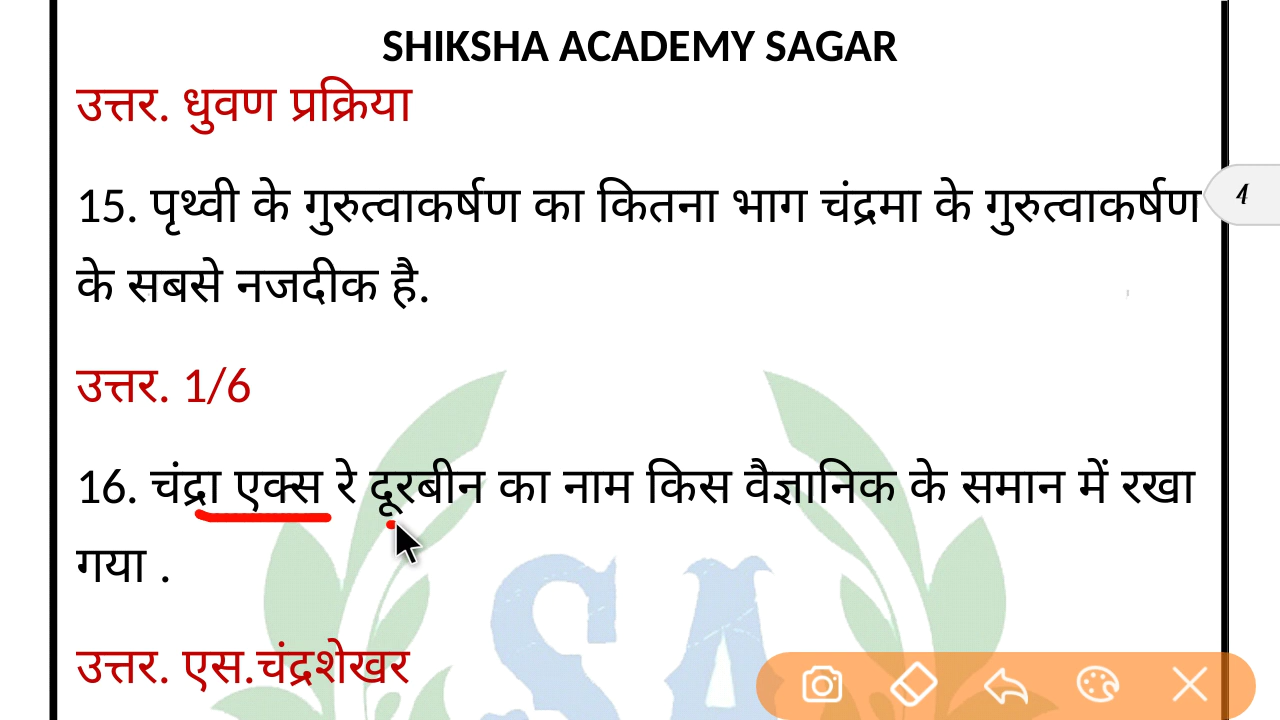 SHIKSHA ACADEMY SAGAR
उत्तर. धुवण प्रक्रिया
15. पृथ्वी के गुरुत्वाकर्षण का कितना भाग चंद्रमा के गुरुत्वाकर्षण
4
के सबसे नजदीक है.
उत्तर. 1/6
16. चंद्रा एक्स रे दूरबीन का नाम किस वैज्ञानिक के समान में रखा
गया .
उत्तर. एस.चंद्रशेखर
SA